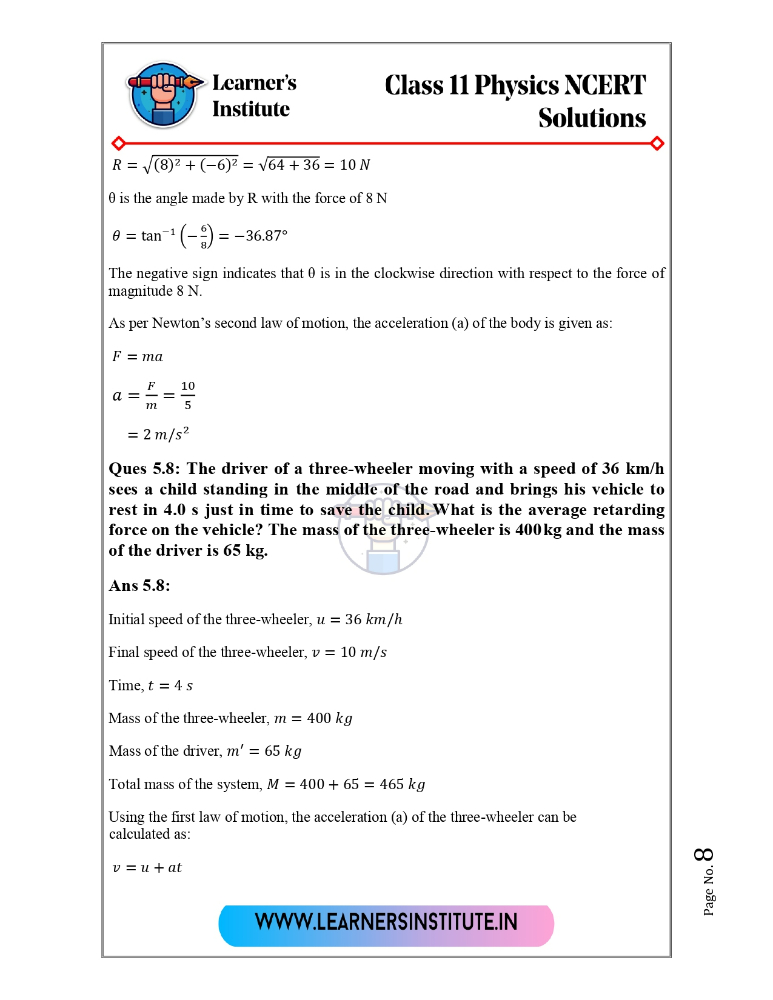 Learner's
Institute
Class 11 Physics NCERT
Solutions
R = √(8)² + (−6)² = √64 + 36 = 10 N
θ is the angle made by R with the force of 8 N
θ = tan⁻¹ (−6/8) = −36.87°
The negative sign indicates that θ is in the clockwise direction with respect to the force of
magnitude 8 N.
As per Newton's second law of motion, the acceleration (a) of the body is given as:
F = ma
a = F/m = 10/5
= 2 m/s²
Ques 5.8: The driver of a three-wheeler moving with a speed of 36 km/h
sees a child standing in the middle of the road and brings his vehicle to
rest in 4.0 s just in time to save the child. What is the average retarding
force on the vehicle? The mass of the three-wheeler is 400kg and the mass
of the driver is 65 kg.
Ans 5.8:
Initial speed of the three-wheeler, u = 36 km/h
Final speed of the three-wheeler, v = 10 m/s
Time, t = 4 s
Mass of the three-wheeler, m = 400 kg
Mass of the driver, m′ = 65 kg
Total mass of the system, M = 400 + 65 = 465 kg
Using the first law of motion, the acceleration (a) of the three-wheeler can be
calculated as:
v = u + at
WWW.LEARNERSINSTITUTE.IN
Page No. 8